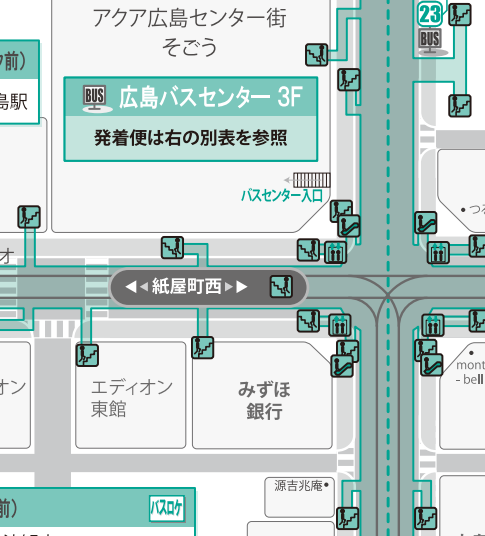 アクア広島センター街
そごう
23
BUS
前）
島駅
BUS 広島バスセンター 3F
発着便は右の別表を参照
バスセンター入口
・つ
オ
◀◀紙屋町西▶▶
オン
エディオン
東館
みずほ
銀行
mont
- bell
源吉兆庵
前）
バスロケ